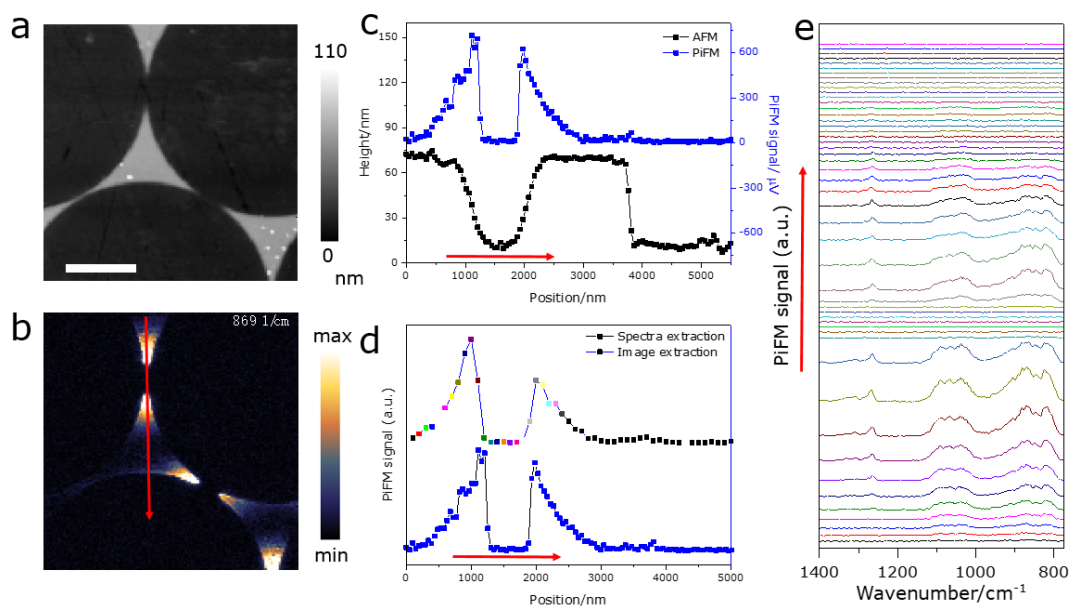 a
110
0
nm
b
869 1/cm
max
min
c
150
120
90
60
30
0
Height/nm
AFM
PiFM
600
300
0
-300
-600
PiFM signal/ μV
0
1000
2000
3000
4000
5000
Position/nm
d
Spectra extraction
Image extraction
PiFM signal (a.u.)
0
1000
2000
3000
4000
5000
Position/nm
e
PiFM signal (a.u.)
1400
1200
1000
800
Wavenumber/cm⁻¹